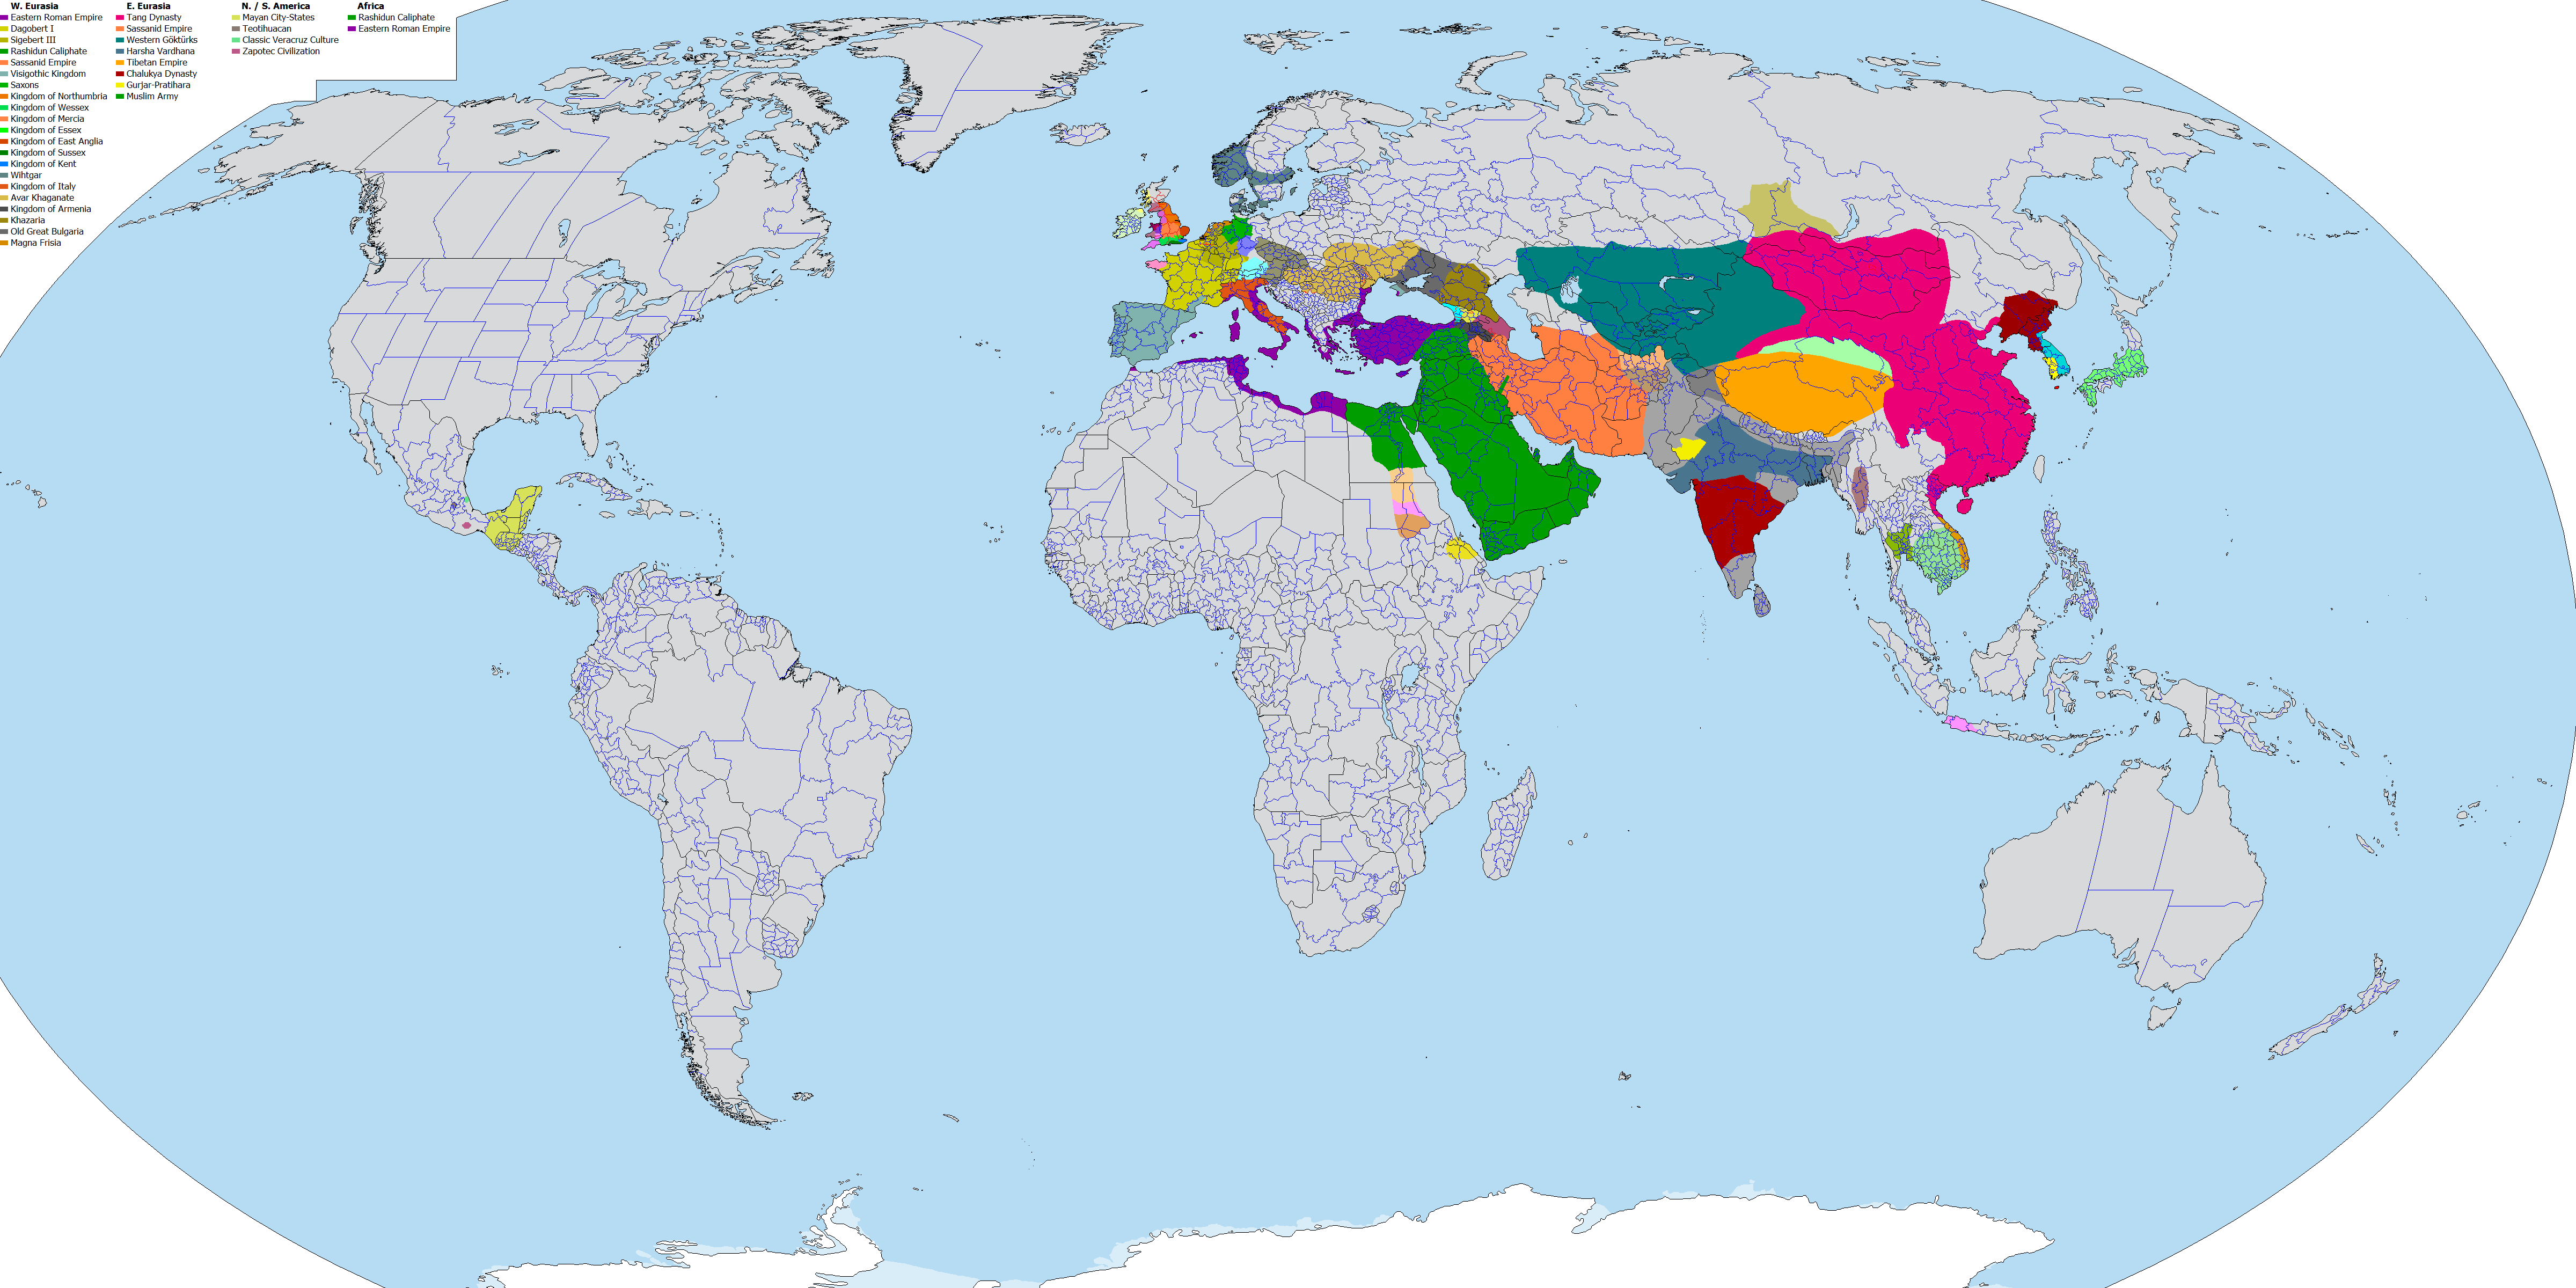 W. Eurasia
Eastern Roman Empire
Dagobert I
Sigebert III
Rashidun Caliphate
Sassanid Empire
Visigothic Kingdom
Saxons
Kingdom of Northumbria
Kingdom of Wessex
Kingdom of Mercia
Kingdom of Essex
Kingdom of East Anglia
Kingdom of Sussex
Kingdom of Kent
Wihtgar
Kingdom of Italy
Avar Khaganate
Kingdom of Armenia
Khazaria
Old Great Bulgaria
Magna Frisia
E. Eurasia
Tang Dynasty
Sassanid Empire
Western Göktürks
Harsha Vardhana
Tibetan Empire
Chalukya Dynasty
Gurjar-Pratihara
Muslim Army
N. / S. America
Mayan City-States
Teotihuacan
Classic Veracruz Culture
Zapotec Civilization
Africa
Rashidun Caliphate
Eastern Roman Empire